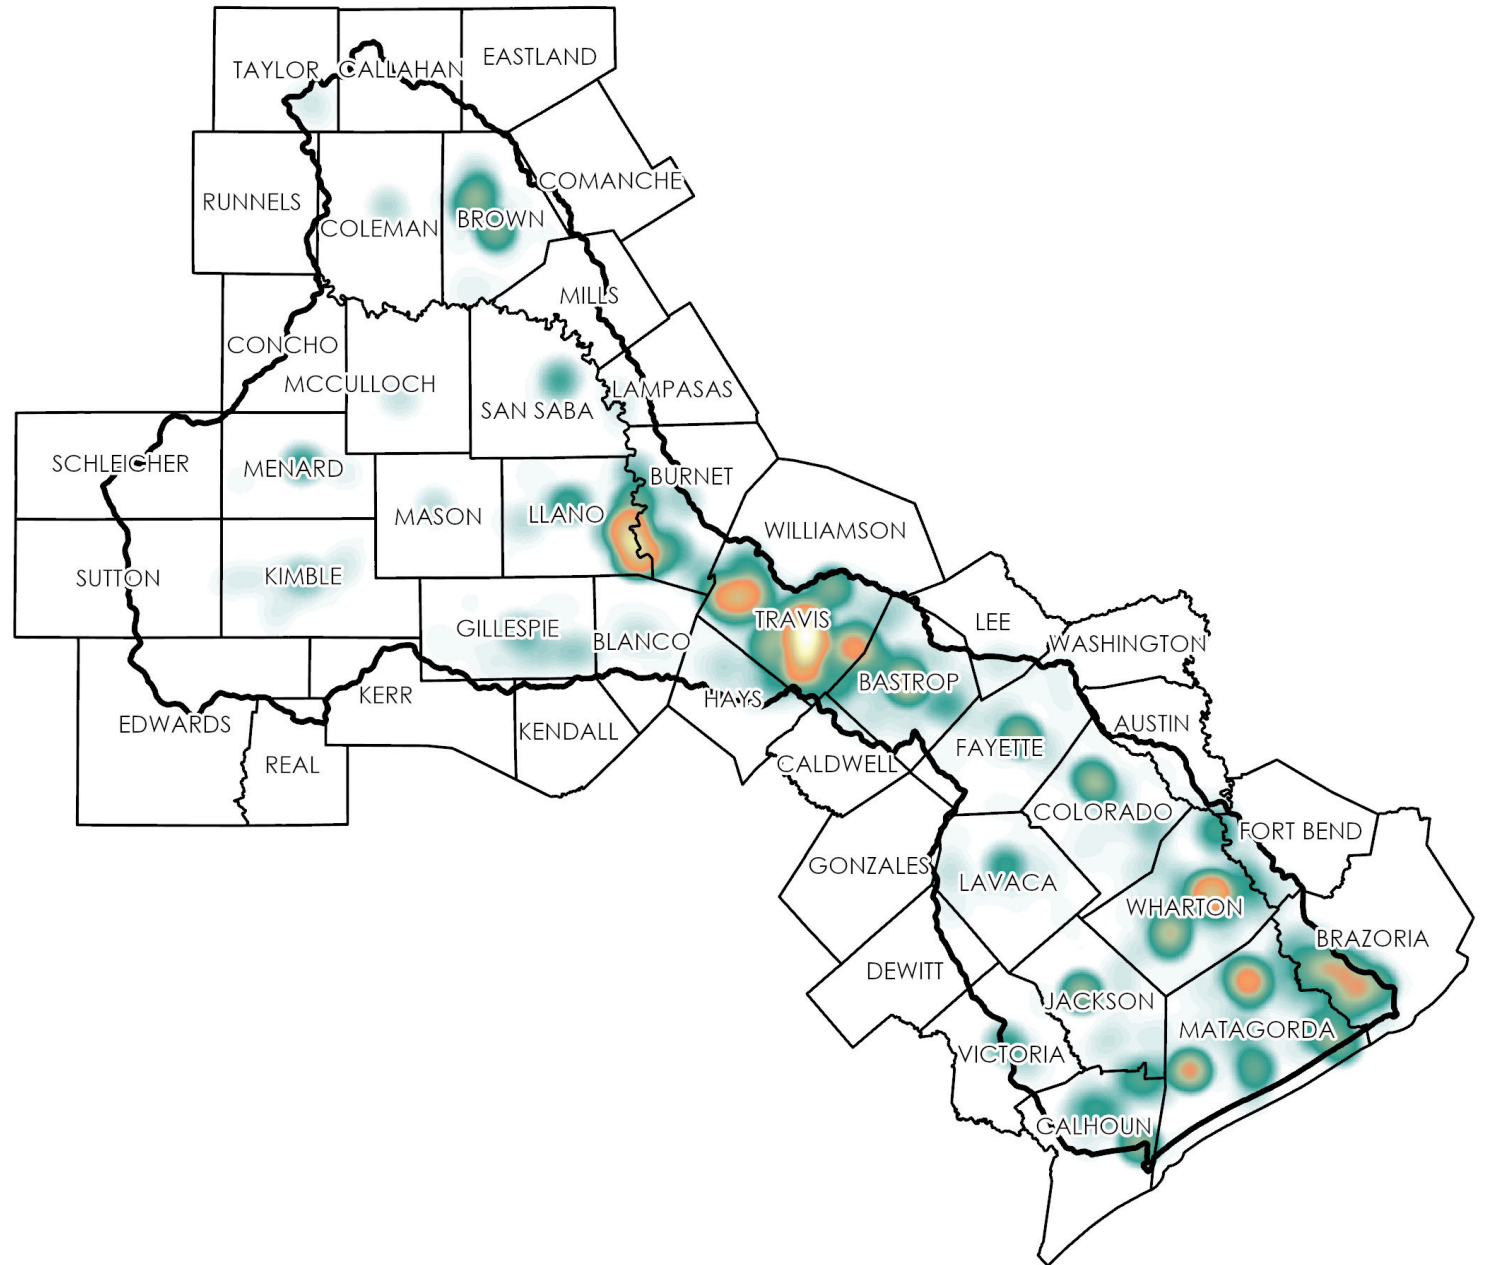 EASTLAND
TAYLOR
CALLAHAN
COMANCHE
RUNNELS
COLEMAN
BROWN
MILLS
CONCHO
MCCULLOCH
LAMPASAS
SAN SABA
SCHLEICHER
MENARD
BURNET
MASON
LLANO
WILLIAMSON
SUTTON
KIMBLE
GILLESPIE
BLANCO
TRAVIS
LEE
WASHINGTON
BASTROP
KERR
HAYS
EDWARDS
KENDALL
AUSTIN
FAYETTE
REAL
CALDWELL
COLORADO
FORT BEND
GONZALES
LAVACA
WHARTON
BRAZORIA
DEWITT
JACKSON
MATAGORDA
VICTORIA
CALHOUN